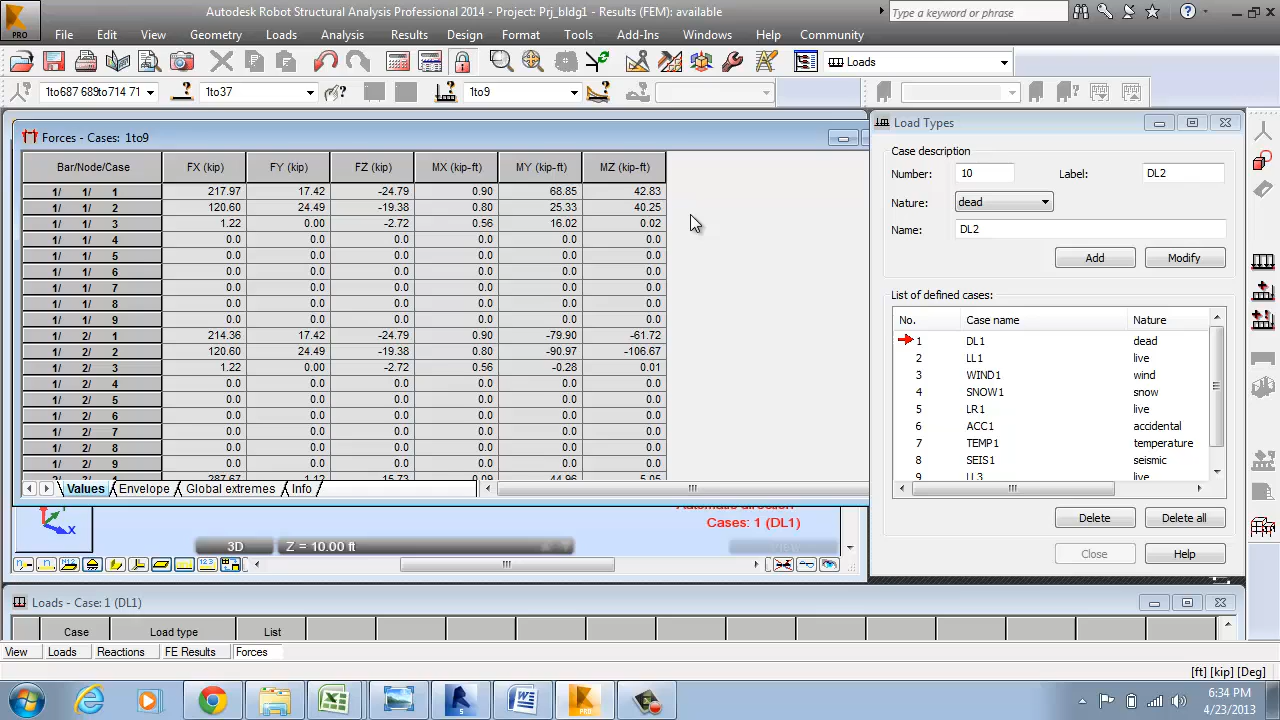 Autodesk Robot Structural Analysis Professional 2014 - Project: Prj_bldg1 - Results (FEM): available
Type a keyword or phrase
PRO
File Edit View Geometry Loads Analysis Results Design Format Tools Add-Ins Windows Help Community
Loads
1to687 689to714 71
1to37
1to9
Forces - Cases: 1to9
Bar/Node/Case FX (kip) FY (kip) FZ (kip) MX (kip-ft) MY (kip-ft) MZ (kip-ft)
1/ 1/ 1 217.97 17.42 -24.79 0.90 68.85 42.83
1/ 1/ 2 120.60 24.49 -19.38 0.80 25.33 40.25
1/ 1/ 3 1.22 0.00 -2.72 0.56 16.02 0.02
1/ 1/ 4 0.0 0.0 0.0 0.0 0.0 0.0
1/ 1/ 5 0.0 0.0 0.0 0.0 0.0 0.0
1/ 1/ 6 0.0 0.0 0.0 0.0 0.0 0.0
1/ 1/ 7 0.0 0.0 0.0 0.0 0.0 0.0
1/ 1/ 8 0.0 0.0 0.0 0.0 0.0 0.0
1/ 1/ 9 0.0 0.0 0.0 0.0 0.0 0.0
1/ 2/ 1 214.36 17.42 -24.79 0.90 -79.90 -61.72
1/ 2/ 2 120.60 24.49 -19.38 0.80 -90.97 -106.67
1/ 2/ 3 1.22 0.00 -2.72 0.56 -0.28 0.01
1/ 2/ 4 0.0 0.0 0.0 0.0 0.0 0.0
1/ 2/ 5 0.0 0.0 0.0 0.0 0.0 0.0
1/ 2/ 6 0.0 0.0 0.0 0.0 0.0 0.0
1/ 2/ 7 0.0 0.0 0.0 0.0 0.0 0.0
1/ 2/ 8 0.0 0.0 0.0 0.0 0.0 0.0
1/ 2/ 9 0.0 0.0 0.0 0.0 0.0 0.0
Values Envelope Global extremes Info
Automatic direction
Cases: 1 (DL1)
X
3D Z = 10.00 ft
Load Types
Case description
Number: 10 Label: DL2
Nature: dead
Name: DL2
Add Modify
List of defined cases:
No. Case name Nature
1 DL1 dead
2 LL1 live
3 WIND1 wind
4 SNOW1 snow
5 LR1 live
6 ACC1 accidental
7 TEMP1 temperature
8 SEIS1 seismic
9 LL3 live
Delete Delete all
Close Help
Loads - Case: 1 (DL1)
Case Load type List
View Loads Reactions FE Results Forces
[ft] [kip] [Deg]
6:34 PM
4/23/2013